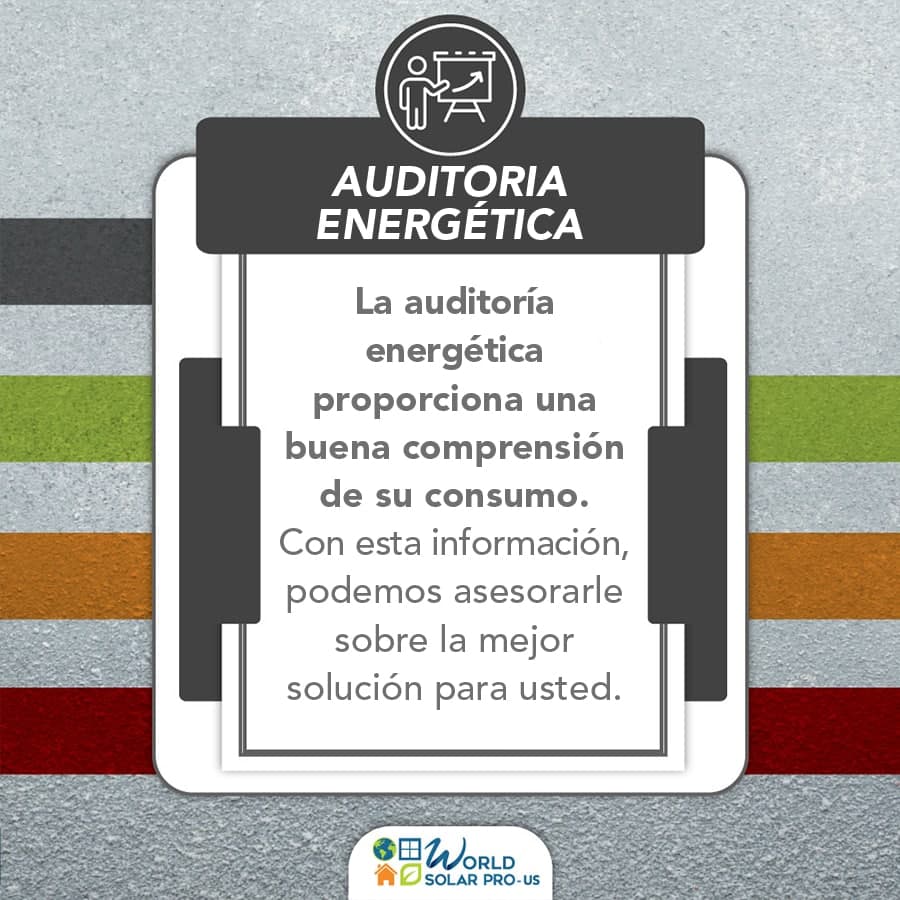 AUDITORIA
ENERGÉTICA
La auditoría
energética
proporciona una
buena comprensión
de su consumo.
Con esta información,
podemos asesorarle
sobre la mejor
solución para usted.
WORLD
SOLAR PRO-US